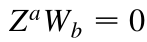 $Z^a W_b = 0$